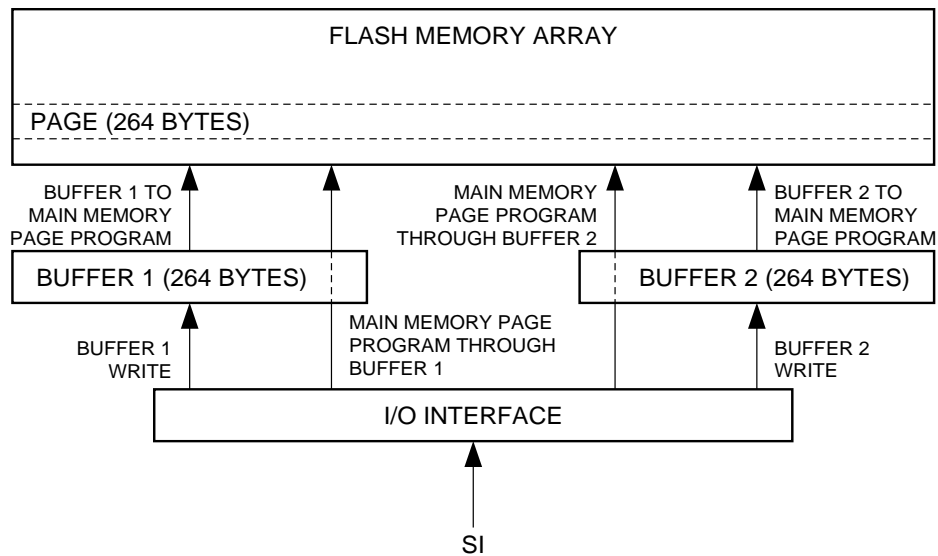 FLASH MEMORY ARRAY
PAGE (264 BYTES)
BUFFER 1 TO
MAIN MEMORY
PAGE PROGRAM
MAIN MEMORY
PAGE PROGRAM
THROUGH BUFFER 2
BUFFER 2 TO
MAIN MEMORY
PAGE PROGRAM
BUFFER 1 (264 BYTES)
BUFFER 2 (264 BYTES)
BUFFER 1
WRITE
MAIN MEMORY PAGE
PROGRAM THROUGH
BUFFER 1
BUFFER 2
WRITE
I/O INTERFACE
SI